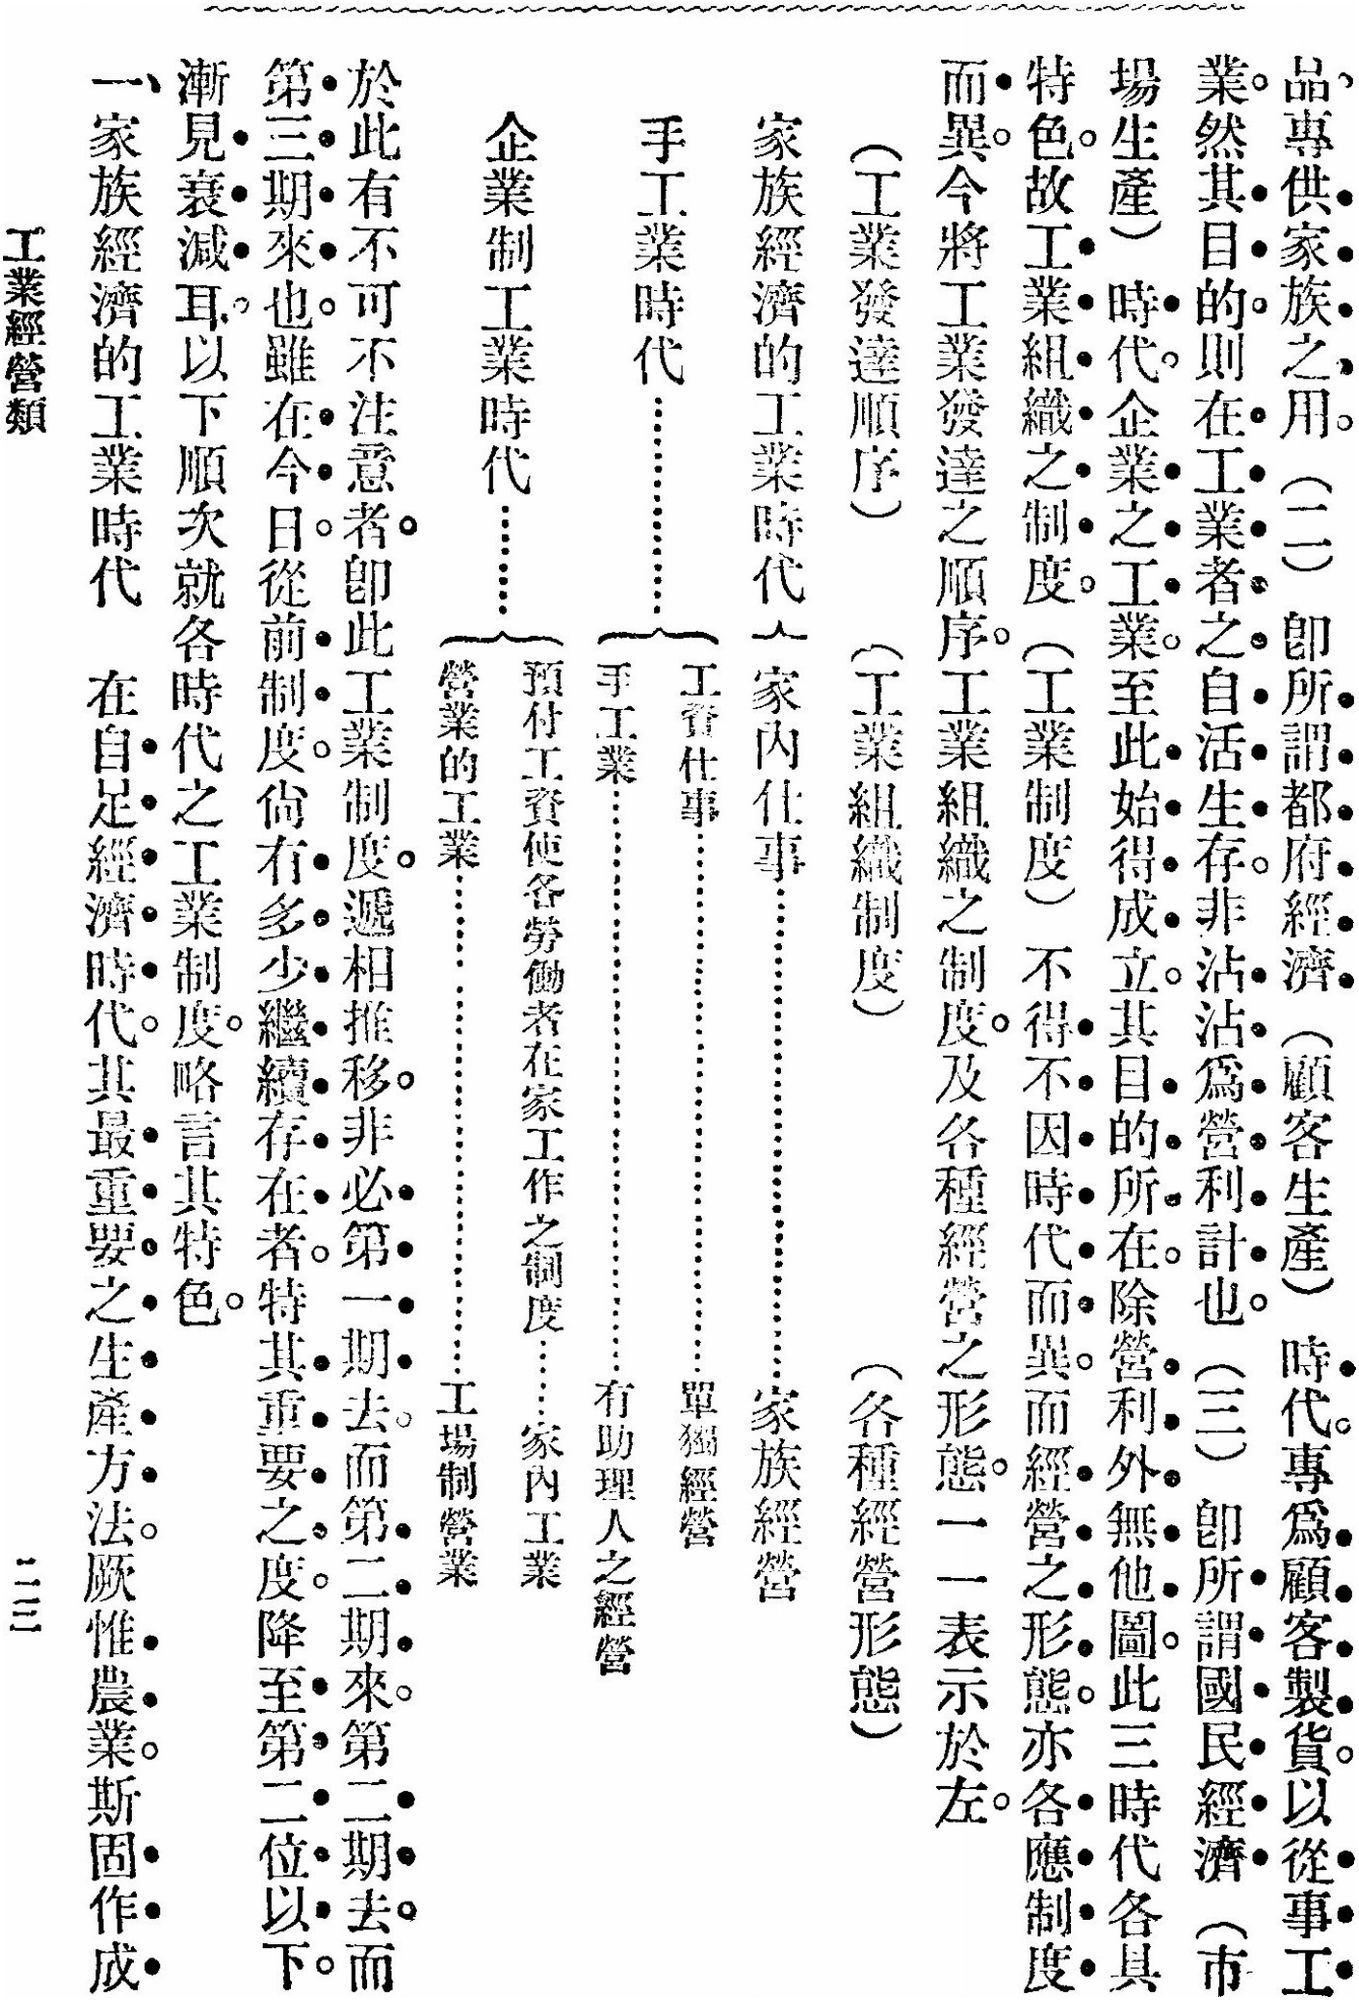 品、專供家族之用。（二）卽所謂都府經濟（顧客生產）時代。專爲顧客製貨。以從事工
業。然其目的。則在工業者之自活生存。非沾沾爲營利計也。（三）卽所謂國民經濟（市
場生產）時代。企業之工業。至此始得成立。其目的所在。除營利外無他圖。此三時代各具
特色。故工業組織之制度。（工業制度）不得不因時代而異。而經營之形態。亦各應制度
而異。今將工業發達之順序。工業組織之制度。及各種經營之形態。一一表示於左。
（工業發達順序）　（工業組織制度）　（各種經營形態）
家族經濟的工業時代｛家內仕事…………家族經營
手工業時代…………｛工資仕事…………單獨經營
手工業…………有助理人之經營
企業制工業時代……｛預付工資使各勞働者在家工作之制度……家內工業
營業的工業…………工場制營業
於此有不可不注意者。卽此工業制度。遞相推移。非必第一期去。而第二期來。第二期去。而
第三期來也。雖在今日。從前制度。尙有多少繼續存在者。特其重要之度。降至第二位以下。
漸見衰減耳。以下順次就各時代之工業制度。略言其特色。
一、家族經濟的工業時代　在自足經濟時代。其最重要之生產方法。厥惟農業。斯固作成
工業經營類
二三